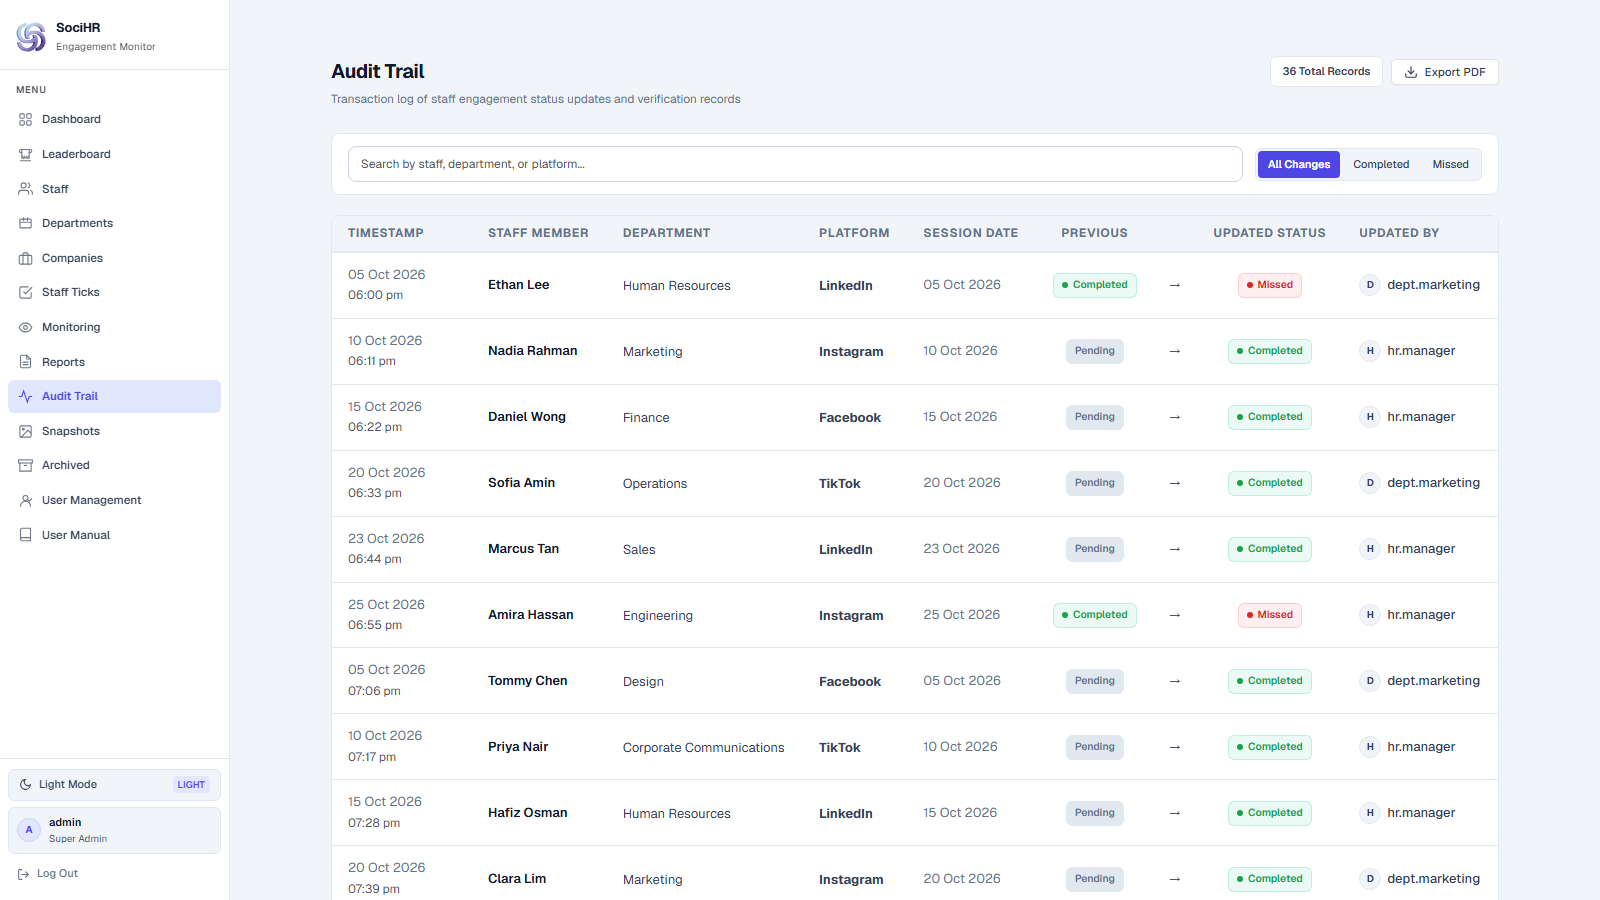 SociHR
Engagement Monitor
MENU
Dashboard
Leaderboard
Staff
Departments
Companies
Staff Ticks
Monitoring
Reports
Audit Trail
Snapshots
Archived
User Management
User Manual
Light Mode LIGHT
A admin
Super Admin
Log Out
Audit Trail
Transaction log of staff engagement status updates and verification records
36 Total Records
Export PDF
Search by staff, department, or platform...
All Changes Completed Missed
TIMESTAMP STAFF MEMBER DEPARTMENT PLATFORM SESSION DATE PREVIOUS UPDATED STATUS UPDATED BY
05 Oct 2026
06:00 pm
Ethan Lee Human Resources LinkedIn 05 Oct 2026 Completed → Missed D dept.marketing
10 Oct 2026
06:11 pm
Nadia Rahman Marketing Instagram 10 Oct 2026 Pending → Completed H hr.manager
15 Oct 2026
06:22 pm
Daniel Wong Finance Facebook 15 Oct 2026 Pending → Completed H hr.manager
20 Oct 2026
06:33 pm
Sofia Amin Operations TikTok 20 Oct 2026 Pending → Completed D dept.marketing
23 Oct 2026
06:44 pm
Marcus Tan Sales LinkedIn 23 Oct 2026 Pending → Completed H hr.manager
25 Oct 2026
06:55 pm
Amira Hassan Engineering Instagram 25 Oct 2026 Completed → Missed H hr.manager
05 Oct 2026
07:06 pm
Tommy Chen Design Facebook 05 Oct 2026 Pending → Completed D dept.marketing
10 Oct 2026
07:17 pm
Priya Nair Corporate Communications TikTok 10 Oct 2026 Pending → Completed H hr.manager
15 Oct 2026
07:28 pm
Hafiz Osman Human Resources LinkedIn 15 Oct 2026 Pending → Completed H hr.manager
20 Oct 2026
07:39 pm
Clara Lim Marketing Instagram 20 Oct 2026 Pending → Completed D dept.marketing